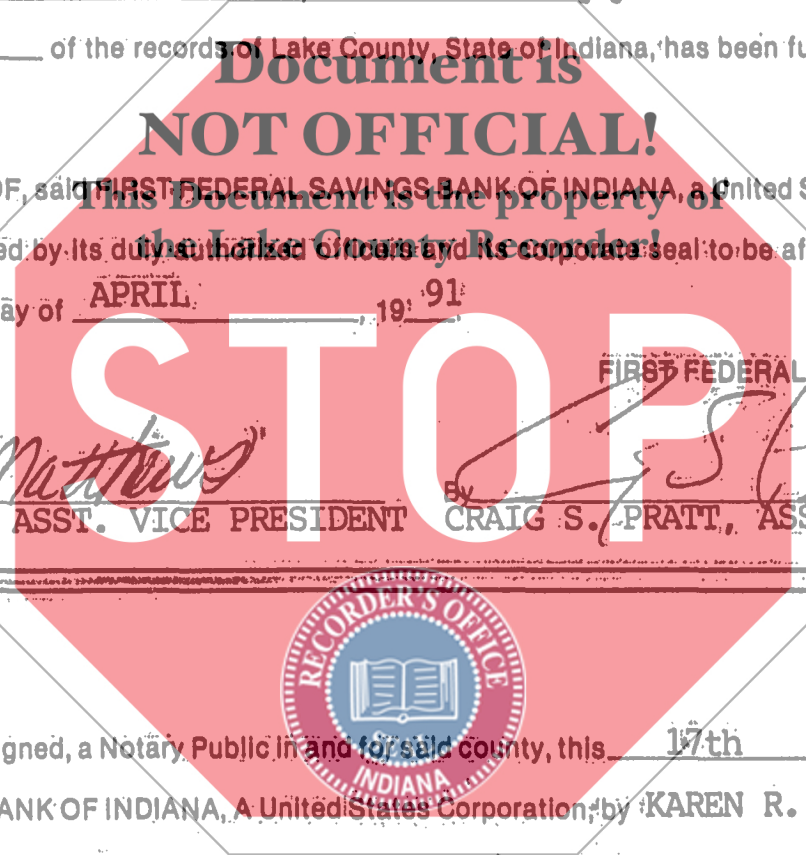 of the records of Lake County, State of Indiana, has been fu
Document is
NOT OFFICIAL!
OF, said FIRST FEDERAL SAVINGS BANK OF INDIANA, a United S
This Document is the property of
ed by its duly authorized officers and its corporate seal to be af
the Lake County Recorder!
ay of APRIL, 19 91
STOP
FIRST FEDERAL
Matthews
By
ASST. VICE PRESIDENT CRAIG S. PRATT, ASS
RECORDER'S OFFICE
SEAL
INDIANA
igned, a Notary Public in and for said county, this 17th
ANK OF INDIANA, A United States Corporation, by KAREN R.